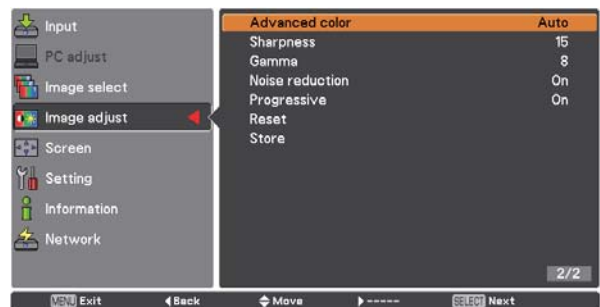 Input
PC adjust
Image select
Image adjust
Screen
Setting
Information
Network
Advanced color Auto
Sharpness 15
Gamma 8
Noise reduction On
Progressive On
Reset
Store
2/2
MENU Exit Back Move ----- SELECT Next